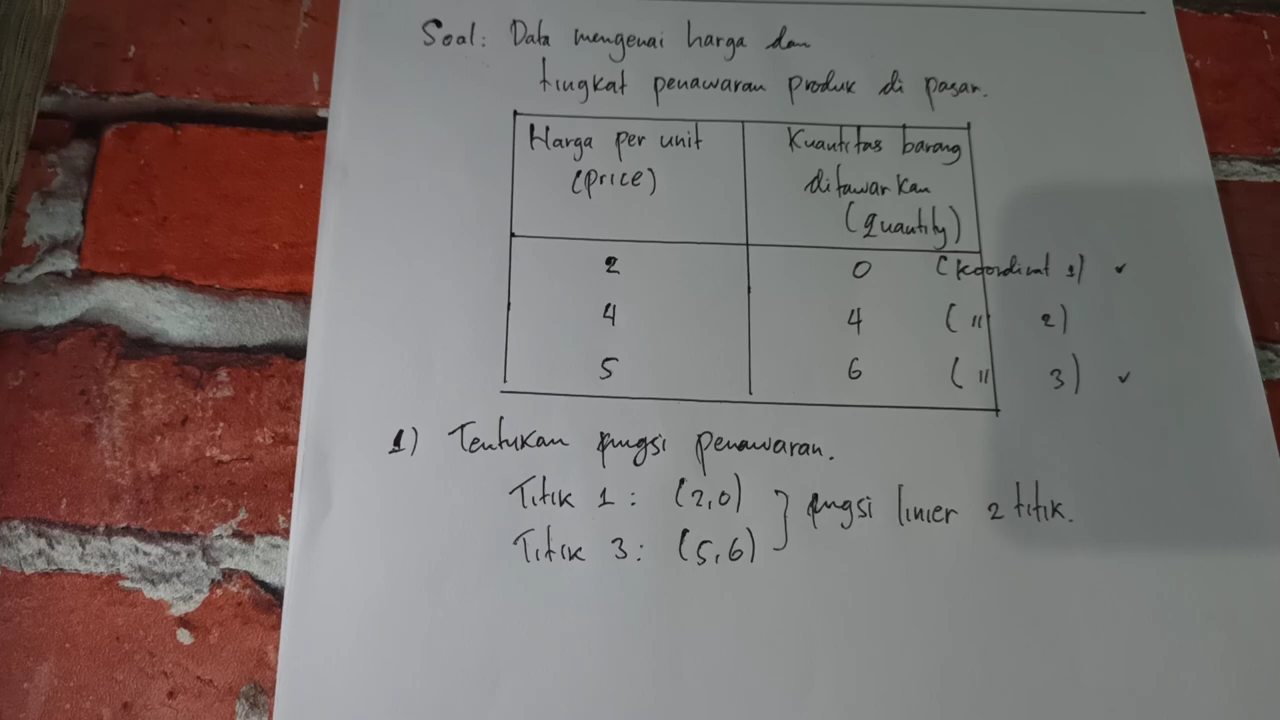 Soal: Data mengenai harga dan
tingkat penawaran produk di pasar.
Harga per unit
(price)
Kuantitas barang
ditawarkan
(quantity)
2 0 (koordinat 1) ✓
4 4 ( " 2)
5 6 ( " 3) ✓
1) Tentukan fungsi penawaran.
Titik 1 : (2,0)
Titik 3 : (5,6)
} fungsi linier 2 titik.